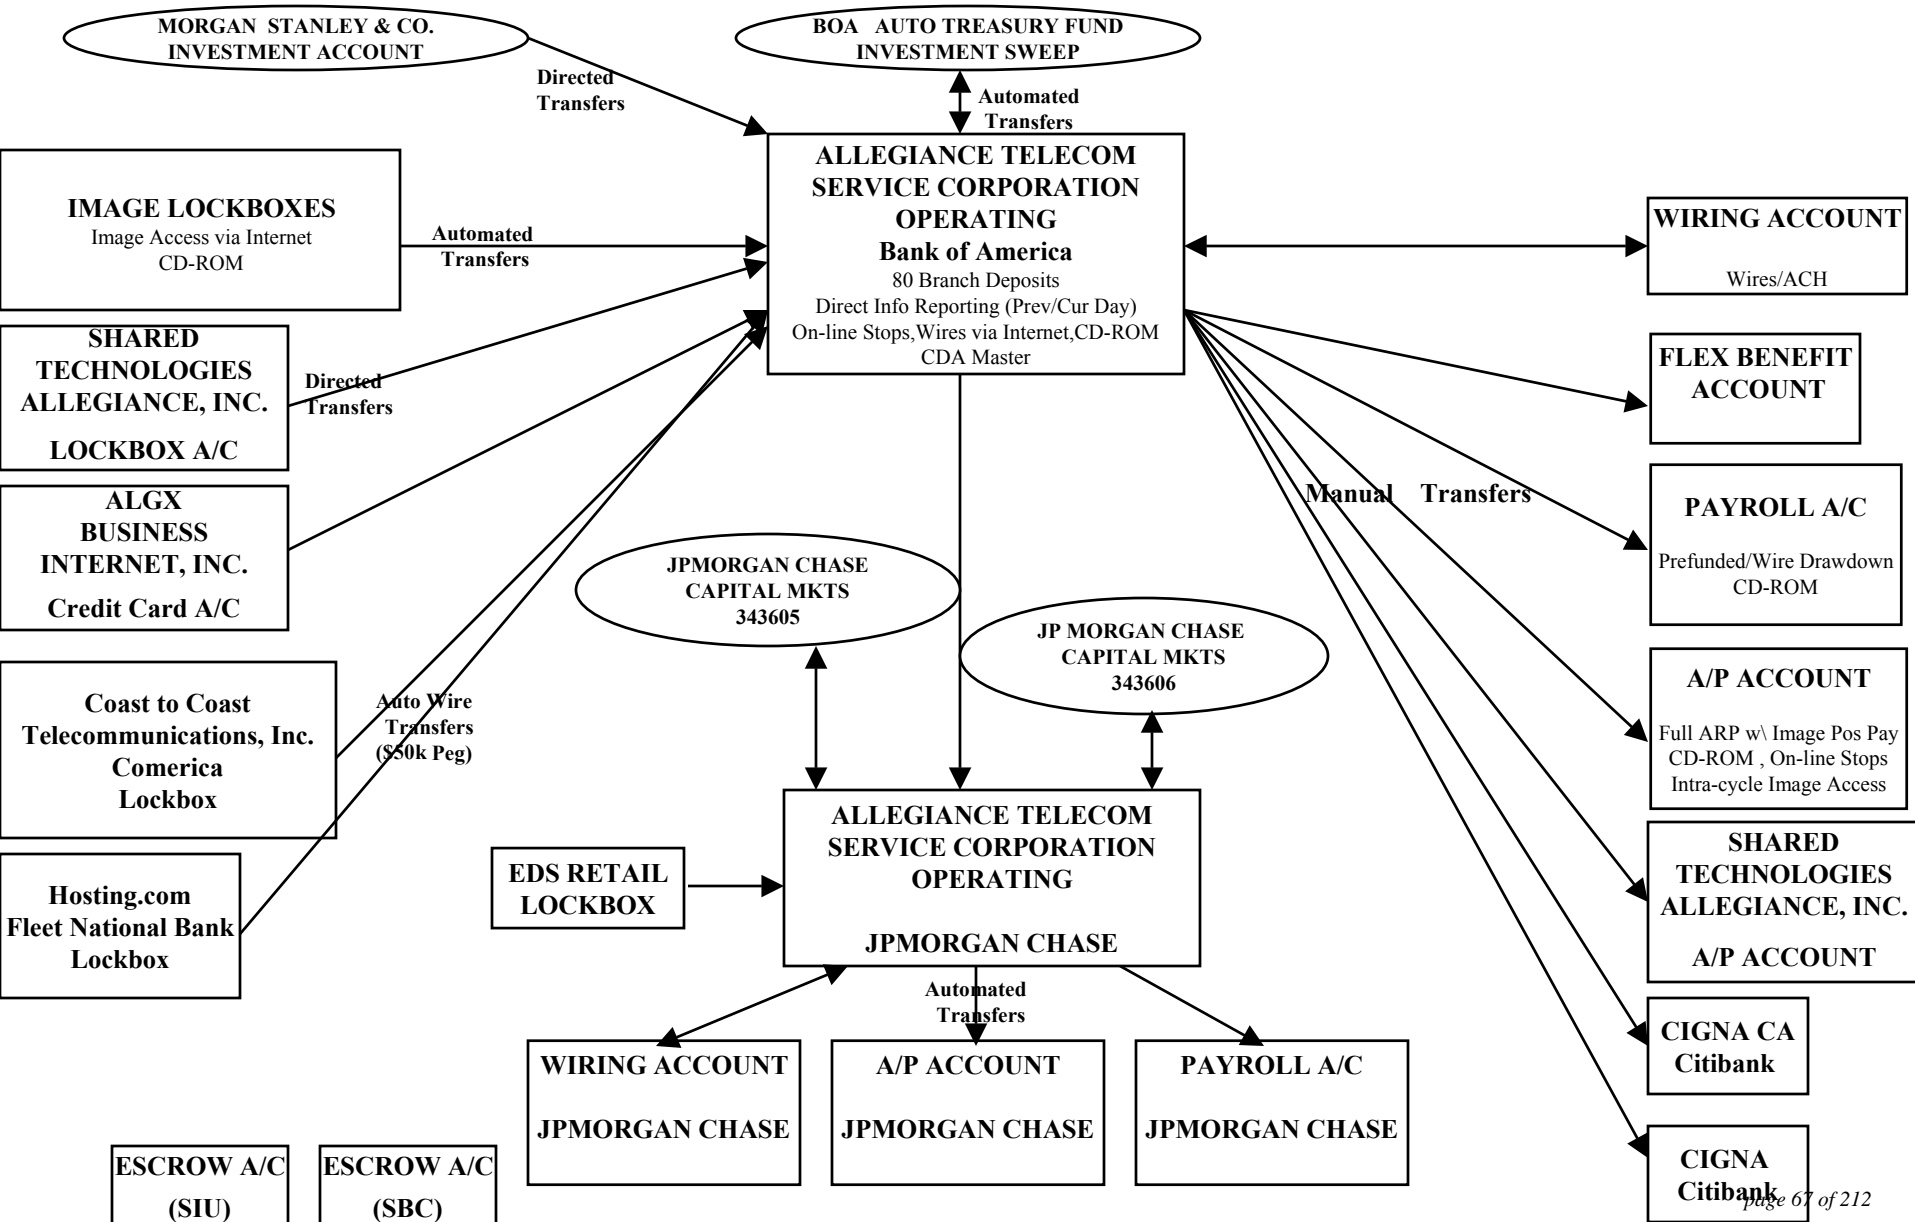 MORGAN STANLEY & CO.
INVESTMENT ACCOUNT
BOA AUTO TREASURY FUND
INVESTMENT SWEEP
Directed
Transfers
Automated
Transfers
ALLEGIANCE TELECOM
SERVICE CORPORATION
OPERATING
Bank of America
80 Branch Deposits
Direct Info Reporting (Prev/Cur Day)
On-line Stops,Wires via Internet,CD-ROM
CDA Master
IMAGE LOCKBOXES
Image Access via Internet
CD-ROM
Automated
Transfers
WIRING ACCOUNT
Wires/ACH
SHARED
TECHNOLOGIES
ALLEGIANCE, INC.
LOCKBOX A/C
Directed
Transfers
FLEX BENEFIT
ACCOUNT
ALGX
BUSINESS
INTERNET, INC.
Credit Card A/C
Manual Transfers
PAYROLL A/C
Prefunded/Wire Drawdown
CD-ROM
JPMORGAN CHASE
CAPITAL MKTS
343605
JP MORGAN CHASE
CAPITAL MKTS
343606
Coast to Coast
Telecommunications, Inc.
Comerica
Lockbox
Auto Wire
Transfers
($50k Peg)
A/P ACCOUNT
Full ARP w\ Image Pos Pay
CD-ROM , On-line Stops
Intra-cycle Image Access
Hosting.com
Fleet National Bank
Lockbox
EDS RETAIL
LOCKBOX
ALLEGIANCE TELECOM
SERVICE CORPORATION
OPERATING
JPMORGAN CHASE
SHARED
TECHNOLOGIES
ALLEGIANCE, INC.
A/P ACCOUNT
Automated
Transfers
WIRING ACCOUNT
JPMORGAN CHASE
A/P ACCOUNT
JPMORGAN CHASE
PAYROLL A/C
JPMORGAN CHASE
CIGNA CA
Citibank
ESCROW A/C
(SIU)
ESCROW A/C
(SBC)
CIGNA
Citibank
page 67 of 212